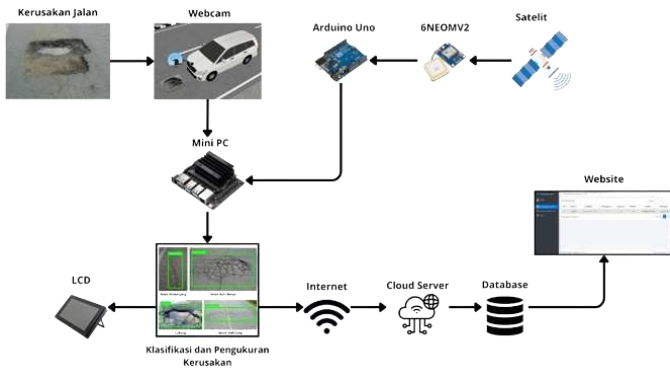 Kerusakan Jalan
Webcam
Arduino Uno
6NEOMV2
Satelit
Mini PC
Website
LCD
Internet
Cloud Server
Database
Klasifikasi dan Pengukuran
Kerusakan